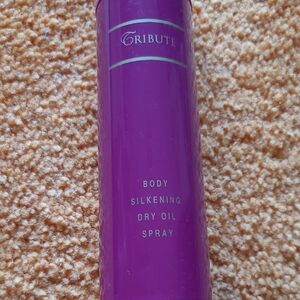 TRIBUTE
BODY
SILKENING
DRY OIL
SPRAY